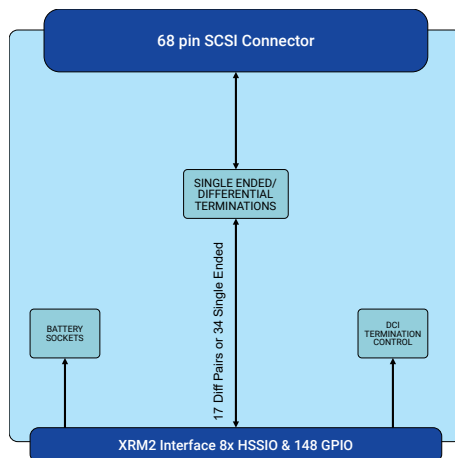 68 pin SCSI Connector
SINGLE ENDED/
DIFFERENTIAL
TERMINATIONS
17 Diff Pairs or 34 Single Ended
BATTERY
SOCKETS
DCI
TERMINATION
CONTROL
XRM2 Interface 8x HSSIO & 148 GPIO